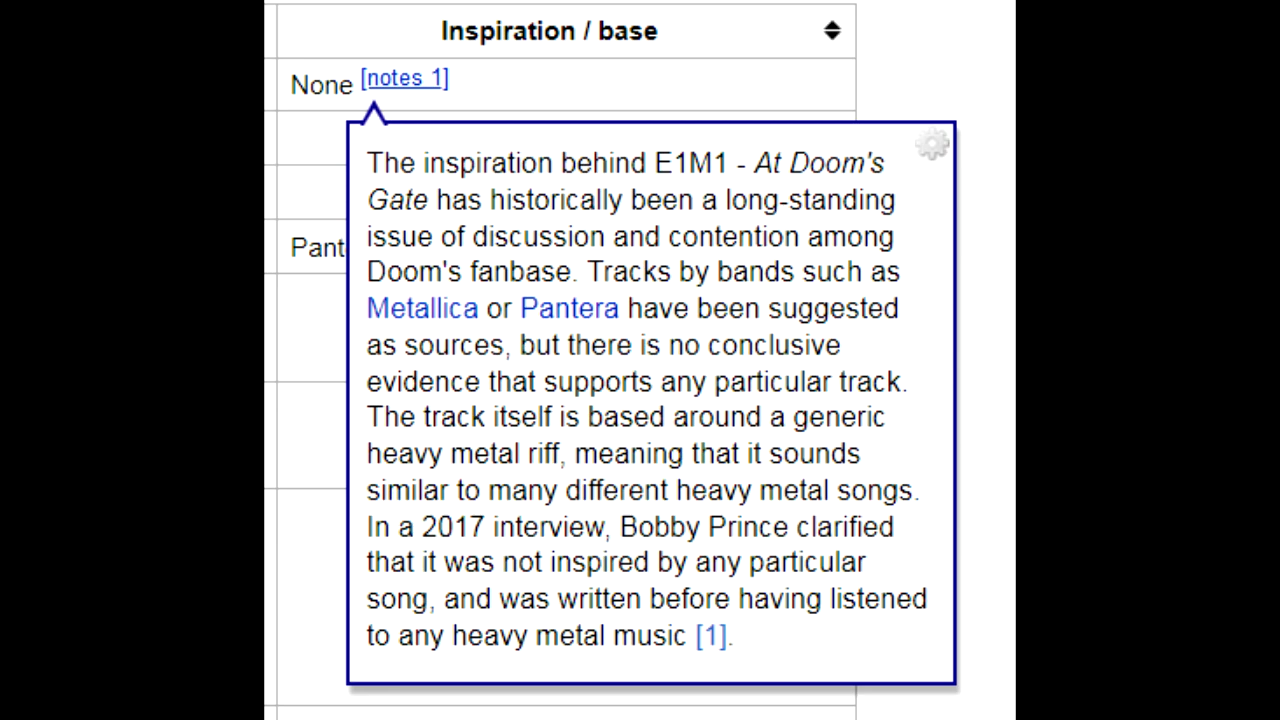 Inspiration / base
None [notes 1]
The inspiration behind E1M1 - At Doom's
Gate has historically been a long-standing
issue of discussion and contention among
Pant
Doom's fanbase. Tracks by bands such as
Metallica or Pantera have been suggested
as sources, but there is no conclusive
evidence that supports any particular track.
The track itself is based around a generic
heavy metal riff, meaning that it sounds
similar to many different heavy metal songs.
In a 2017 interview, Bobby Prince clarified
that it was not inspired by any particular
song, and was written before having listened
to any heavy metal music [1].